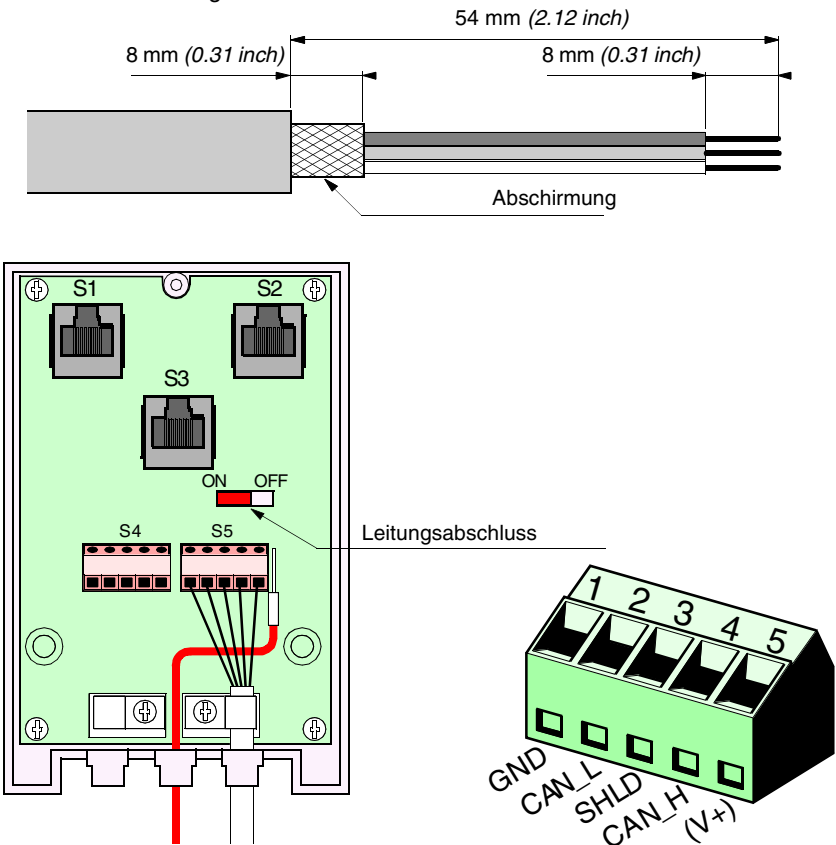 54 mm (2.12 inch)
8 mm (0.31 inch)
8 mm (0.31 inch)
Abschirmung
S1
S2
S3
ON OFF
S4
S5
Leitungsabschluss
1 2 3 4 5
GND
CAN_L
SHLD
CAN_H
(V+)